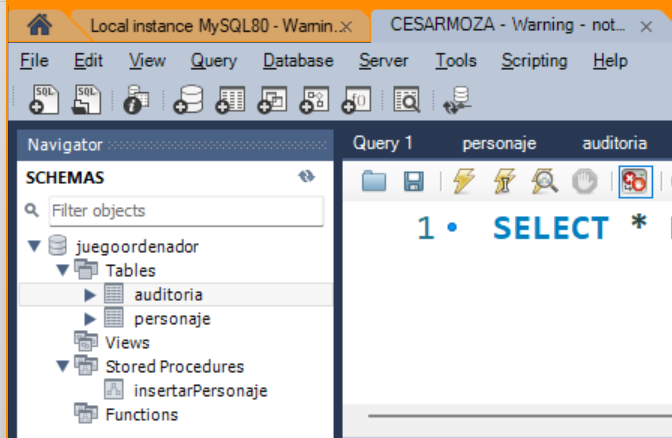 Local instance MySQL80 - Warnin..× CESARMOZA - Warning - not... ×
File Edit View Query Database Server Tools Scripting Help
SQL SQL
Navigator Query 1 personaje auditoria
SCHEMAS
Filter objects
1 SELECT *
juegoordenador
Tables
auditoria
personaje
Views
Stored Procedures
insertarPersonaje
Functions